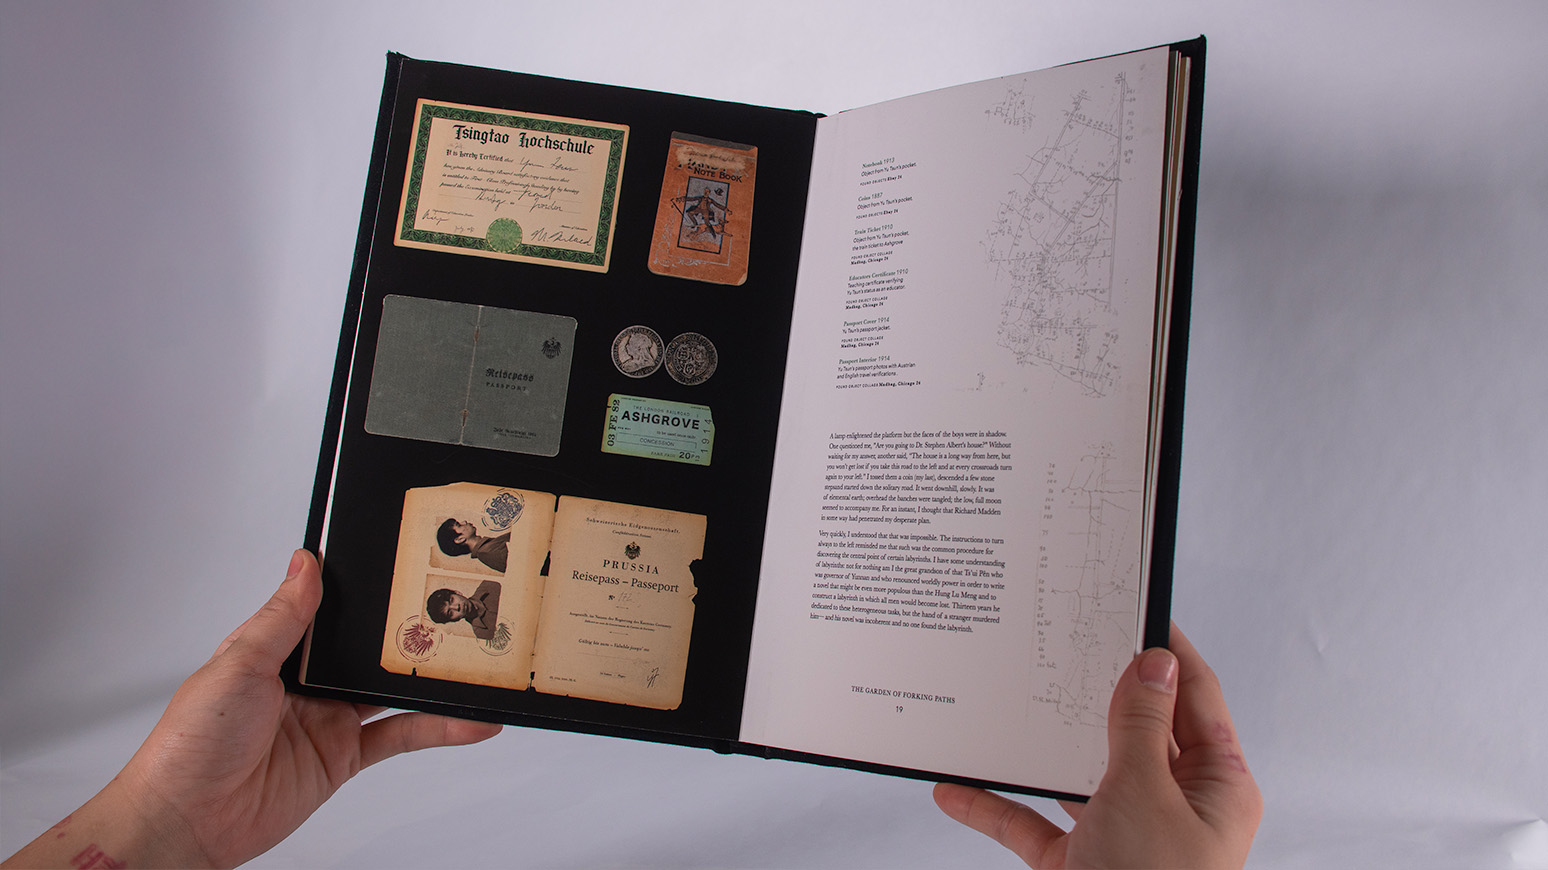 Tsingtao Hochschule
It is hereby Certified that
NOTE BOOK
Reisepass
PASSPORT
THE LONDON RAILROAD
ASHGROVE
CONCESSION
03 FE 82
1914
20
Schweizerische Eidgenossenschaft.
PRUSSIA
Reisepass – Passeport
Nº 132
Notebook 1913
Object from Yu Tsun's pocket.
FOUND OBJECTS Ebay 26
Coins 1887
Object from Yu Tsun's pocket.
FOUND OBJECTS Ebay 26
Train Ticket 1910
Object from Yu Tsun's pocket,
the train ticket to Ashgrove
FOUND OBJECT COLLAGE
Madbag, Chicago 26
Educators Certificate 1910
Teaching certificate verifying
Yu Tsun's status as an educator.
FOUND OBJECT COLLAGE
Madbag, Chicago 26
Passport Cover 1914
Yu Tsun's passport jacket.
FOUND OBJECT COLLAGE
Madbag, Chicago 26
Passport Interior 1914
Yu Tsun's passport photos with Austrian
and English travel verifications.
FOUND OBJECT COLLAGE Madbag, Chicago 26
A lamp enlightened the platform but the faces of the boys were in shadow.
One questioned me, "Are you going to Dr. Stephen Albert's house?" Without
waiting for my answer, another said, "The house is a long way from here, but
you won't get lost if you take this road to the left and at every crossroads turn
again to your left." I tossed them a coin (my last), descended a few stone
steps and started down the solitary road. It went downhill, slowly. It was
of elemental earth; overhead the branches were tangled; the low, full moon
seemed to accompany me. For an instant, I thought that Richard Madden
in some way had penetrated my desperate plan.
Very quickly, I understood that that was impossible. The instructions to turn
always to the left reminded me that such was the common procedure for
discovering the central point of certain labyrinths. I have some understanding
of labyrinths: not for nothing am I the great grandson of that Ts'ui Pên who
was governor of Yunnan and who renounced worldly power in order to write
a novel that might be even more populous than the Hung Lu Meng and to
construct a labyrinth in which all men would become lost. Thirteen years he
dedicated to these heterogeneous tasks, but the hand of a stranger murdered
him—and his novel was incoherent and no one found the labyrinth.
THE GARDEN OF FORKING PATHS
19